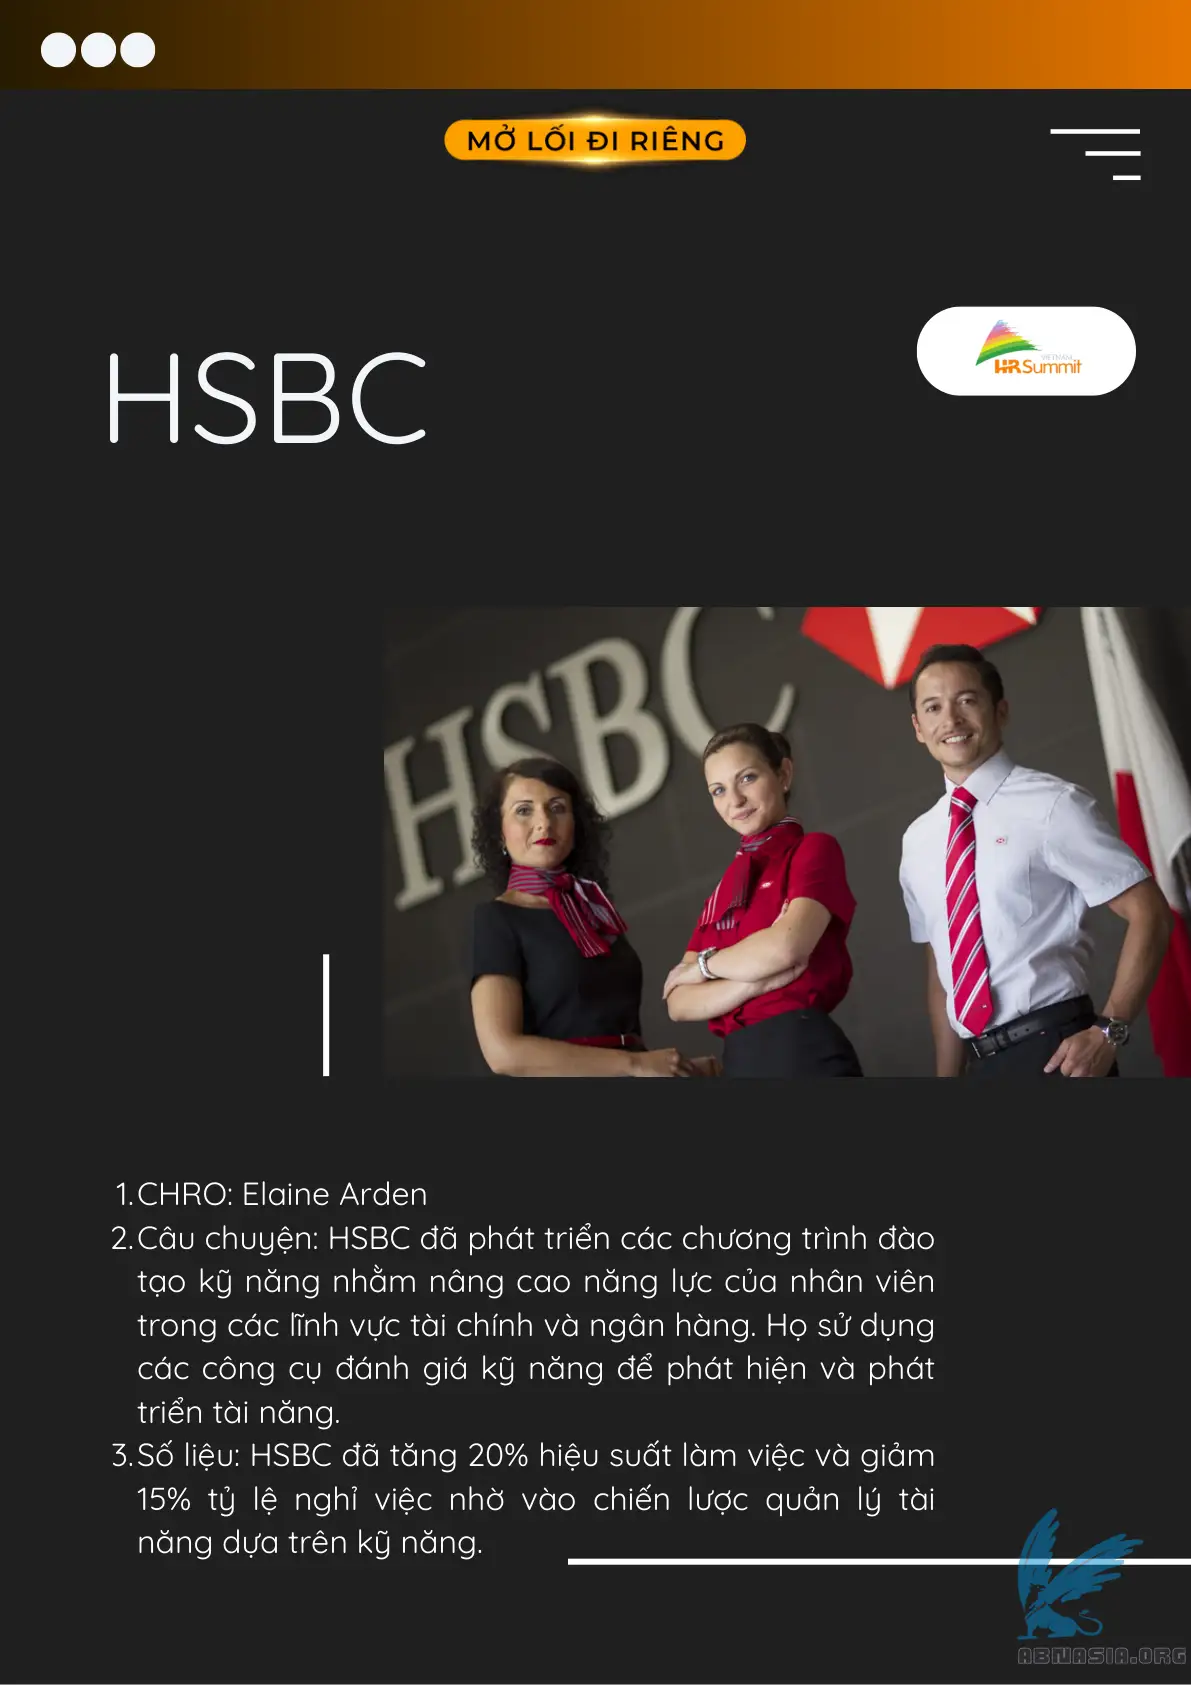 MỞ LỐI ĐI RIÊNG
VIETNAM
HRSummit
HSBC
HSBC
1. CHRO: Elaine Arden
2. Câu chuyện: HSBC đã phát triển các chương trình đào
tạo kỹ năng nhằm nâng cao năng lực của nhân viên
trong các lĩnh vực tài chính và ngân hàng. Họ sử dụng
các công cụ đánh giá kỹ năng để phát hiện và phát
triển tài năng.
3. Số liệu: HSBC đã tăng 20% hiệu suất làm việc và giảm
15% tỷ lệ nghỉ việc nhờ vào chiến lược quản lý tài
năng dựa trên kỹ năng.
ABNASIA.ORG